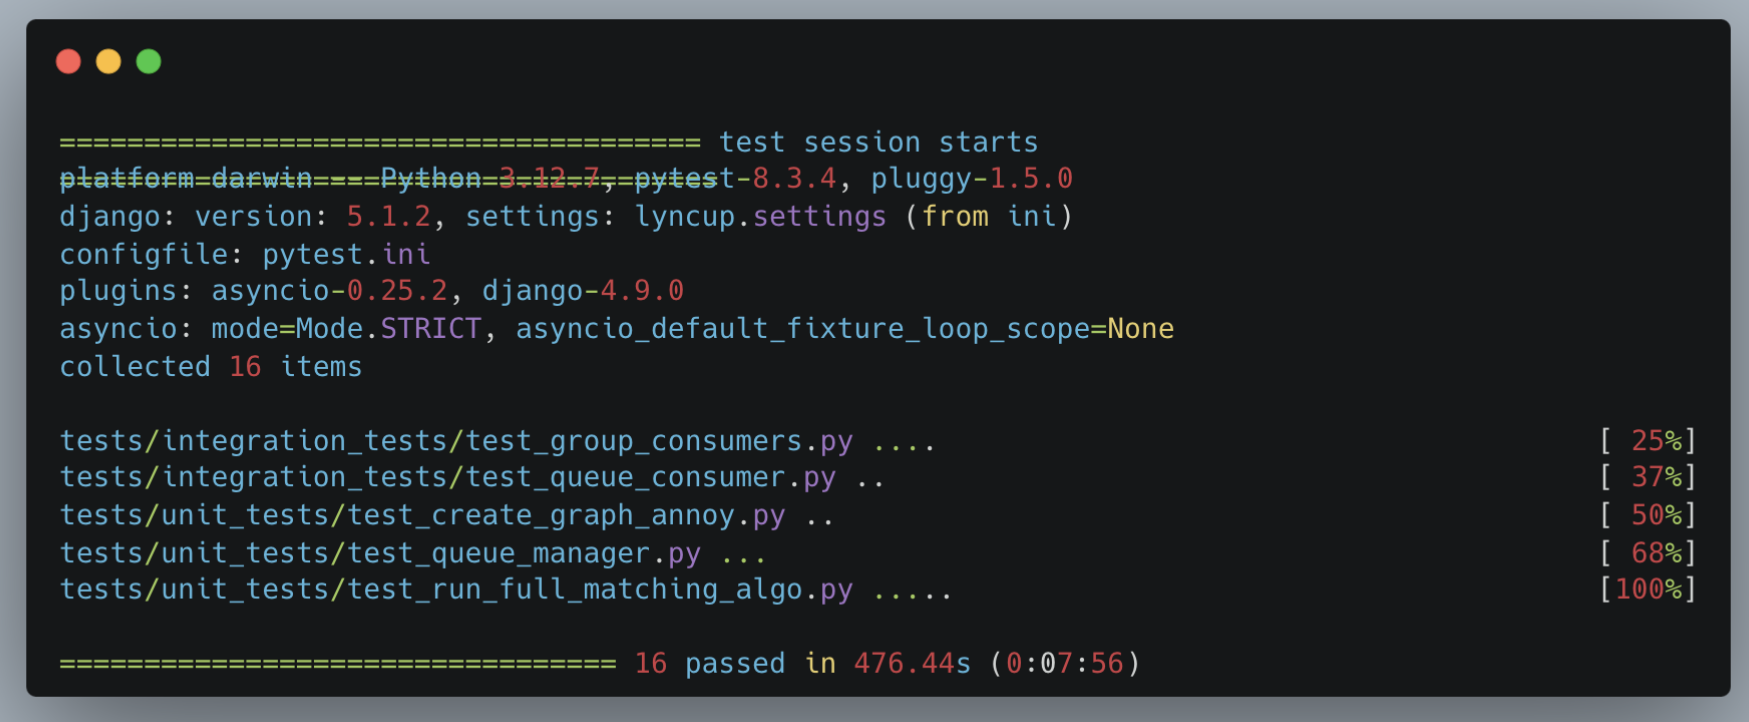 ====================================== test session starts
=======================================
platform darwin -- Python 3.12.7, pytest-8.3.4, pluggy-1.5.0
django: version: 5.1.2, settings: lyncup.settings (from ini)
configfile: pytest.ini
plugins: asyncio-0.25.2, django-4.9.0
asyncio: mode=Mode.STRICT, asyncio_default_fixture_loop_scope=None
collected 16 items
tests/integration_tests/test_group_consumers.py .... [ 25%]
tests/integration_tests/test_queue_consumer.py .. [ 37%]
tests/unit_tests/test_create_graph_annoy.py .. [ 50%]
tests/unit_tests/test_queue_manager.py ... [ 68%]
tests/unit_tests/test_run_full_matching_algo.py ..... [100%]
================================= 16 passed in 476.44s (0:07:56)